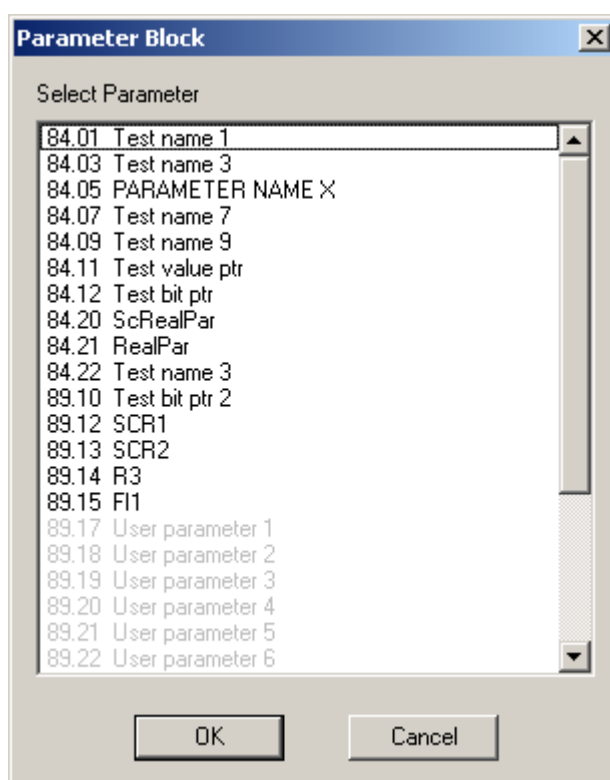 Parameter Block
Select Parameter
84.01 Test name 1
84.03 Test name 3
84.05 PARAMETER NAME X
84.07 Test name 7
84.09 Test name 9
84.11 Test value ptr
84.12 Test bit ptr
84.20 ScRealPar
84.21 RealPar
84.22 Test name 3
89.10 Test bit ptr 2
89.12 SCR1
89.13 SCR2
89.14 R3
89.15 FI1
89.17 User parameter 1
89.18 User parameter 2
89.19 User parameter 3
89.20 User parameter 4
89.21 User parameter 5
89.22 User parameter 6
OK Cancel